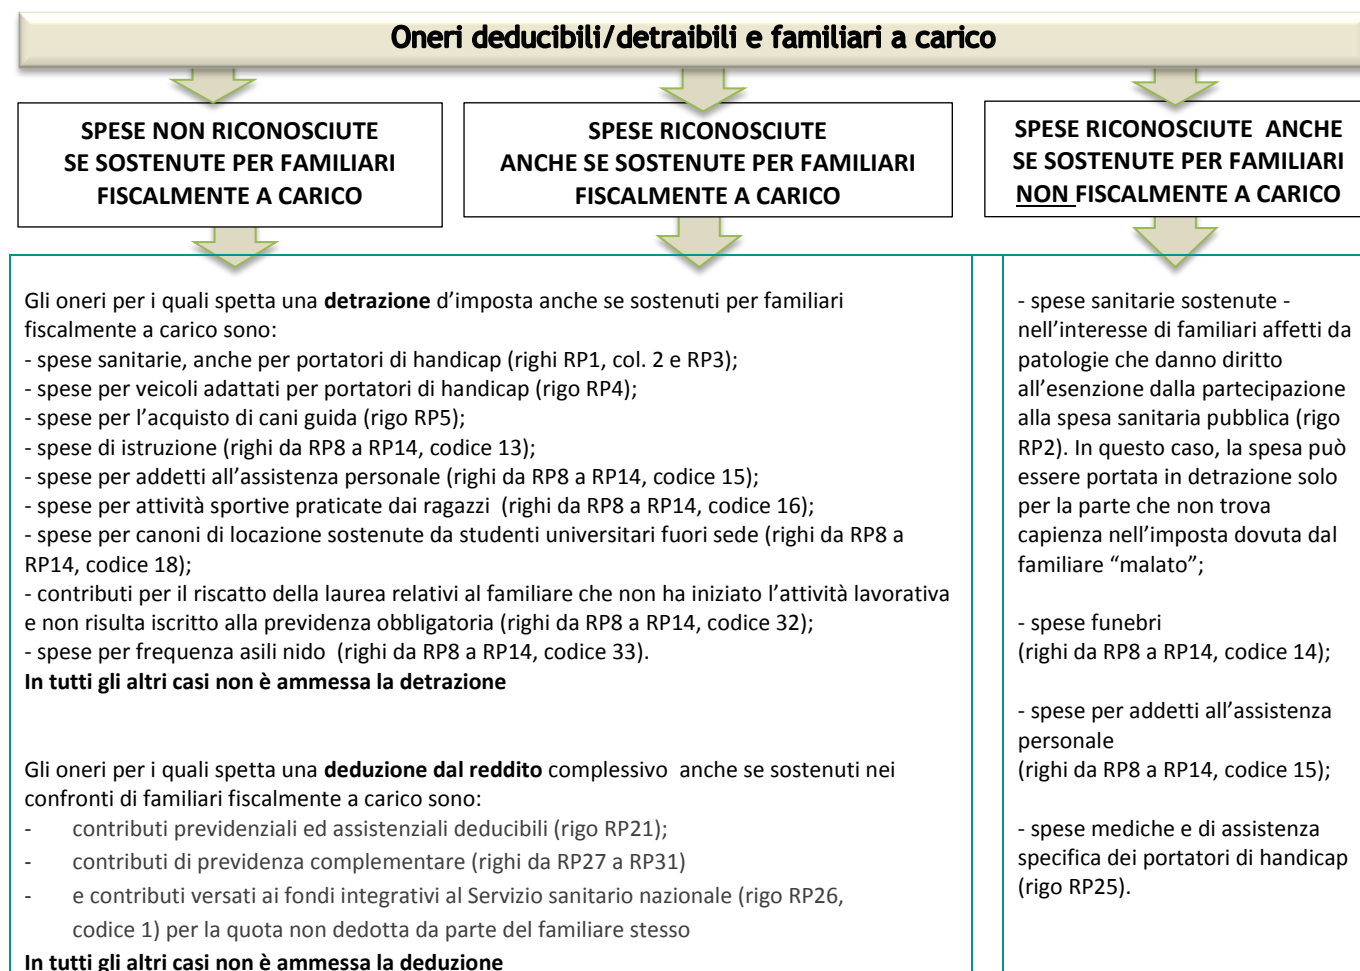 Oneri deducibili/detraibili e familiari a carico
SPESE NON RICONOSCIUTE
SE SOSTENUTE PER FAMILIARI
FISCALMENTE A CARICO
SPESE RICONOSCIUTE
ANCHE SE SOSTENUTE PER FAMILIARI
FISCALMENTE A CARICO
SPESE RICONOSCIUTE ANCHE
SE SOSTENUTE PER FAMILIARI
NON FISCALMENTE A CARICO
Gli oneri per i quali spetta una detrazione d’imposta anche se sostenuti per familiari
fiscalmente a carico sono:
- spese sanitarie, anche per portatori di handicap (righi RP1, col. 2 e RP3);
- spese per veicoli adattati per portatori di handicap (rigo RP4);
- spese per l’acquisto di cani guida (rigo RP5);
- spese di istruzione (righi da RP8 a RP14, codice 13);
- spese per addetti all’assistenza personale (righi da RP8 a RP14, codice 15);
- spese per attività sportive praticate dai ragazzi (righi da RP8 a RP14, codice 16);
- spese per canoni di locazione sostenute da studenti universitari fuori sede (righi da RP8 a
RP14, codice 18);
- contributi per il riscatto della laurea relativi al familiare che non ha iniziato l’attività lavorativa
e non risulta iscritto alla previdenza obbligatoria (righi da RP8 a RP14, codice 32);
- spese per frequenza asili nido (righi da RP8 a RP14, codice 33).
In tutti gli altri casi non è ammessa la detrazione
Gli oneri per i quali spetta una deduzione dal reddito complessivo anche se sostenuti nei
confronti di familiari fiscalmente a carico sono:
- contributi previdenziali ed assistenziali deducibili (rigo RP21);
- contributi di previdenza complementare (righi da RP27 a RP31)
- e contributi versati ai fondi integrativi al Servizio sanitario nazionale (rigo RP26,
codice 1) per la quota non dedotta da parte del familiare stesso
In tutti gli altri casi non è ammessa la deduzione
- spese sanitarie sostenute -
nell’interesse di familiari affetti da
patologie che danno diritto
all’esenzione dalla partecipazione
alla spesa sanitaria pubblica (rigo
RP2). In questo caso, la spesa può
essere portata in detrazione solo
per la parte che non trova
capienza nell’imposta dovuta dal
familiare “malato”;
- spese funebri
(righi da RP8 a RP14, codice 14);
- spese per addetti all’assistenza
personale
(righi da RP8 a RP14, codice 15);
- spese mediche e di assistenza
specifica dei portatori di handicap
(rigo RP25).